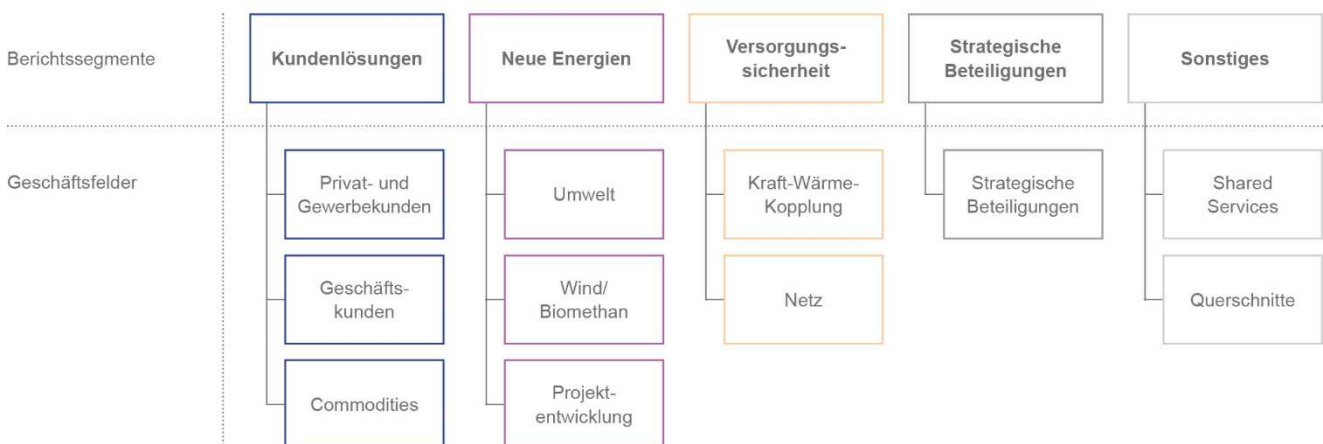 Berichtssegmente
Kundenlösungen
Neue Energien
Versorgungs-
sicherheit
Strategische
Beteiligungen
Sonstiges
Geschäftsfelder
Privat- und
Gewerbekunden
Umwelt
Kraft-Wärme-
Kopplung
Strategische
Beteiligungen
Shared
Services
Geschäfts-
kunden
Wind/
Biomethan
Netz
Querschnitte
Commodities
Projekt-
entwicklung